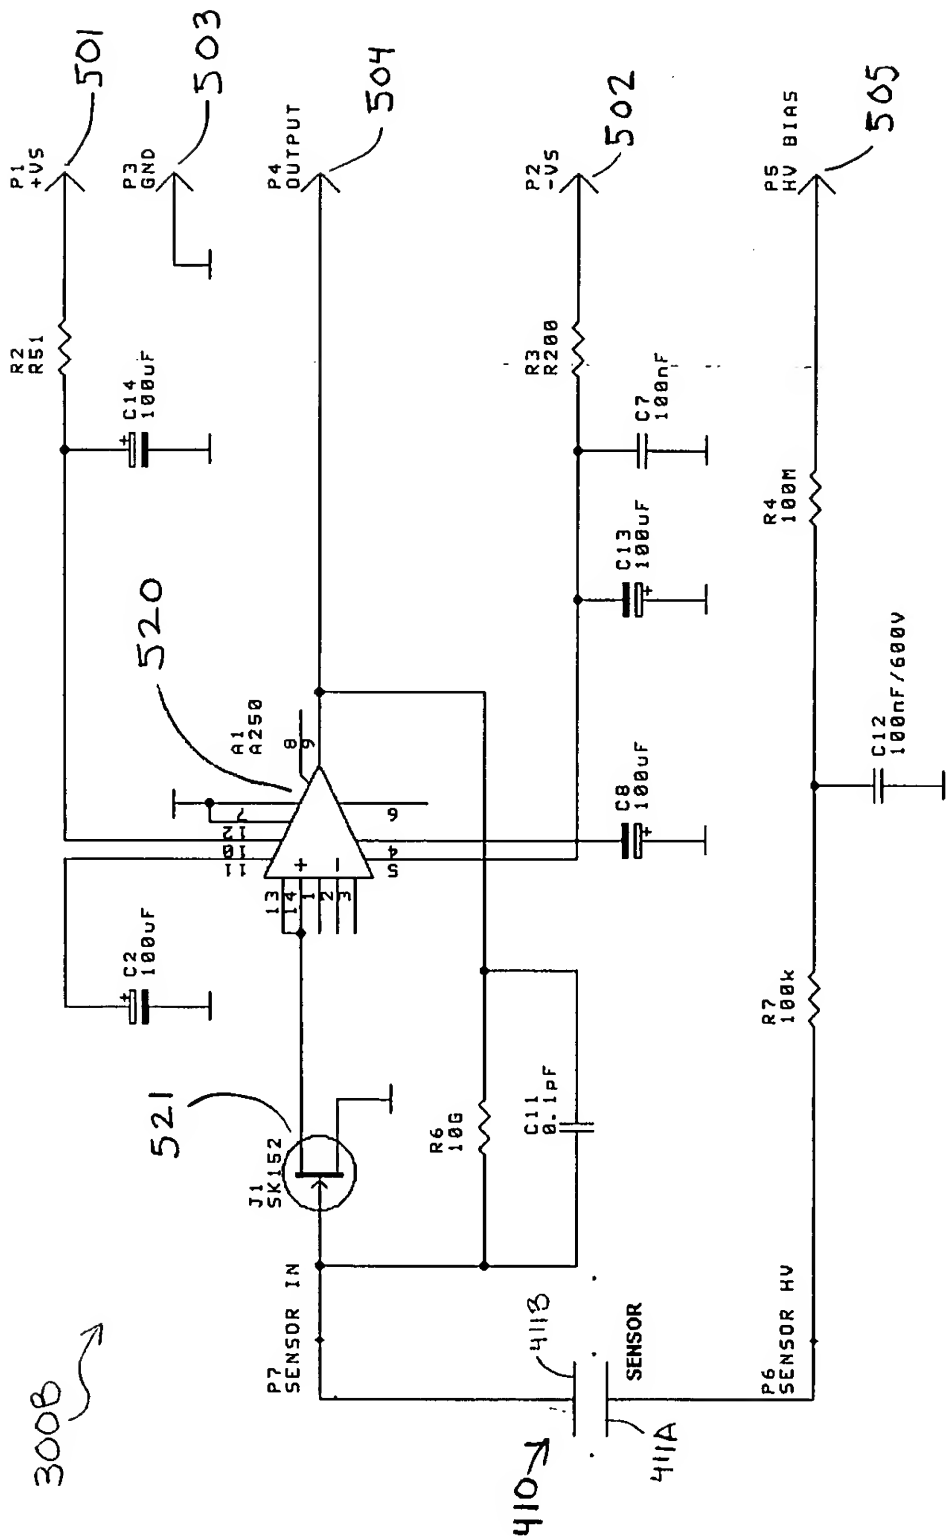 300B
P1
+VS
501
P3
GND
503
R2
R51
C14
100uF
P4
OUTPUT
504
520
A1
A250
8
9
7
12
10
11
13
14
1
2
3
+
−
6
4
5
C2
100uF
521
J1
SK152
P7
SENSOR IN
R6
10G
C11
0.1pF
P2
-VS
502
R3
R200
C7
100nF
C13
100uF
C8
100uF
410
411B
SENSOR
411A
P5
HV BIAS
505
R4
100M
C12
100nF/600V
R7
100k
P6
SENSOR HV